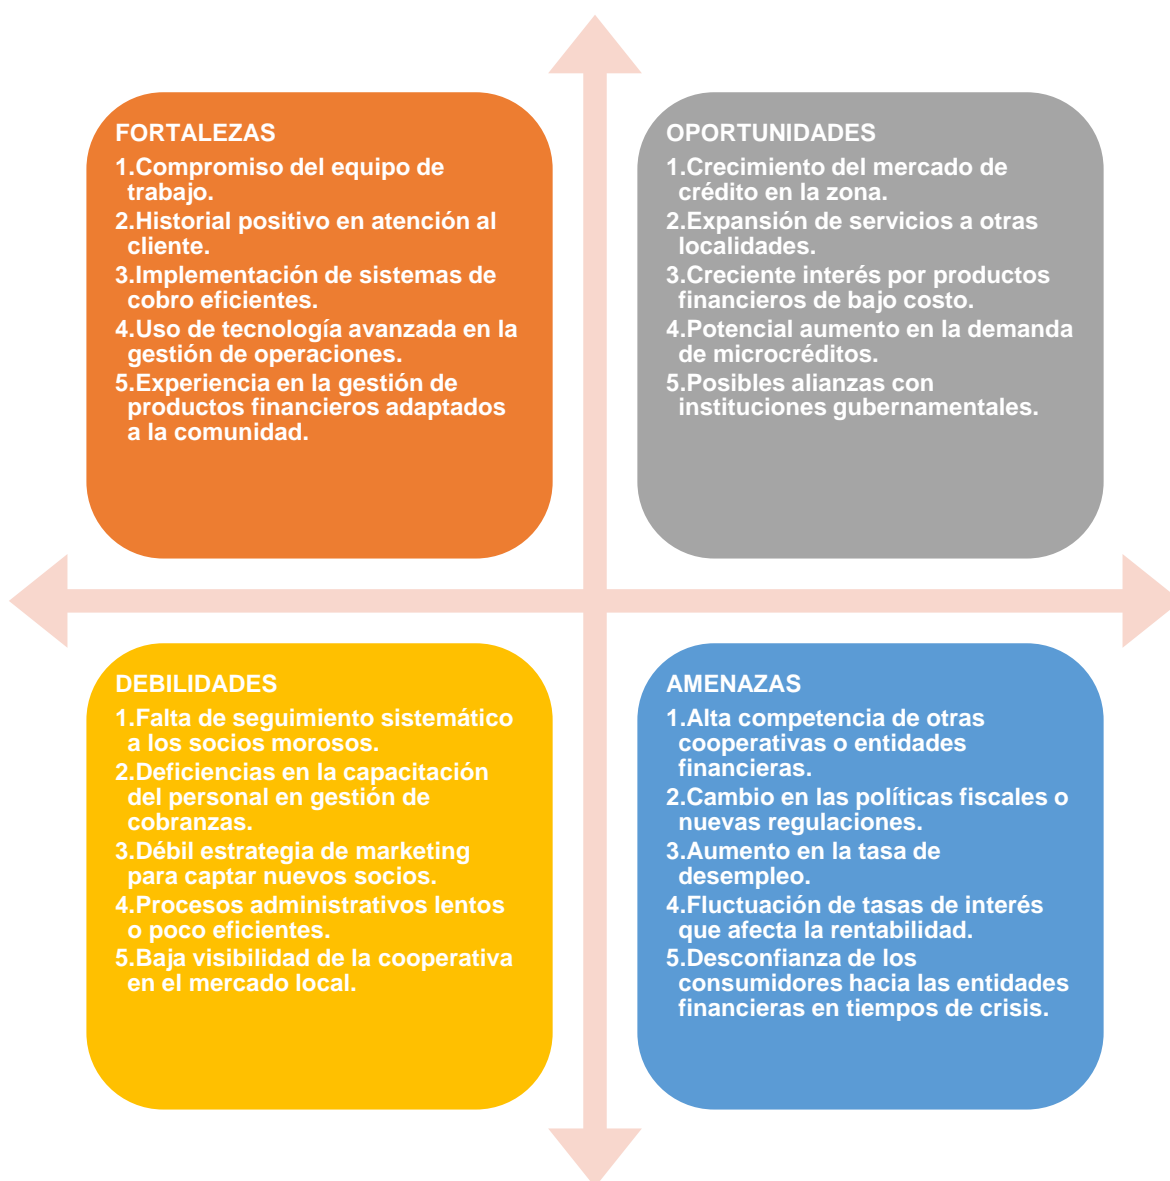 FORTALEZAS
1.Compromiso del equipo de
trabajo.
2.Historial positivo en atención al
cliente.
3.Implementación de sistemas de
cobro eficientes.
4.Uso de tecnología avanzada en la
gestión de operaciones.
5.Experiencia en la gestión de
productos financieros adaptados
a la comunidad.
OPORTUNIDADES
1.Crecimiento del mercado de
crédito en la zona.
2.Expansión de servicios a otras
localidades.
3.Creciente interés por productos
financieros de bajo costo.
4.Potencial aumento en la demanda
de microcréditos.
5.Posibles alianzas con
instituciones gubernamentales.
DEBILIDADES
1.Falta de seguimiento sistemático
a los socios morosos.
2.Deficiencias en la capacitación
del personal en gestión de
cobranzas.
3.Débil estrategia de marketing
para captar nuevos socios.
4.Procesos administrativos lentos
o poco eficientes.
5.Baja visibilidad de la cooperativa
en el mercado local.
AMENAZAS
1.Alta competencia de otras
cooperativas o entidades
financieras.
2.Cambio en las políticas fiscales o
nuevas regulaciones.
3.Aumento en la tasa de
desempleo.
4.Fluctuación de tasas de interés
que afecta la rentabilidad.
5.Desconfianza de los
consumidores hacia las entidades
financieras en tiempos de crisis.